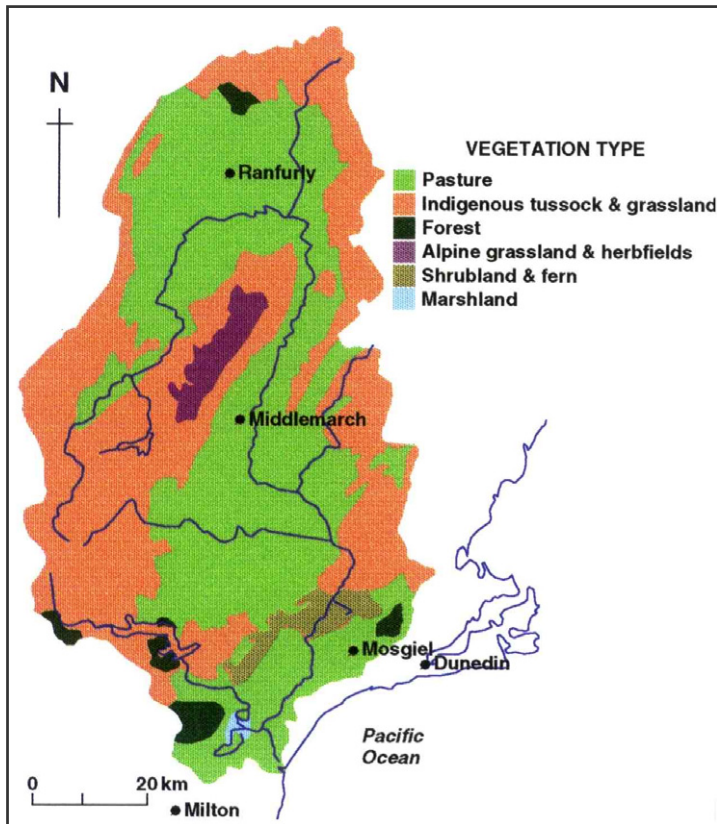 N
VEGETATION TYPE
Pasture
Indigenous tussock & grassland
Forest
Alpine grassland & herbfields
Shrubland & fern
Marshland
Ranfurly
Middlemarch
Mosgiel
Dunedin
Pacific
Ocean
0 20 km
Milton